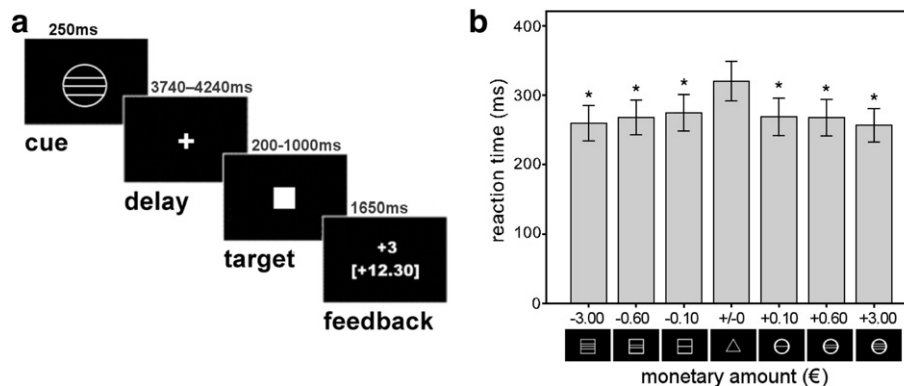 a
250ms
cue
3740–4240ms
delay
200-1000ms
target
1650ms
+3
[+12.30]
feedback
b
reaction time (ms)
400
300
200
100
0
* * * * * *
-3.00 -0.60 -0.10 +/-0 +0.10 +0.60 +3.00
monetary amount (€)